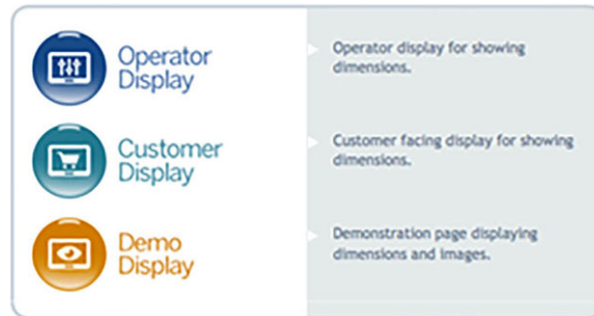 Operator
Display
Operator display for showing
dimensions.
Customer
Display
Customer facing display for showing
dimensions.
Demo
Display
Demonstration page displaying
dimensions and images.